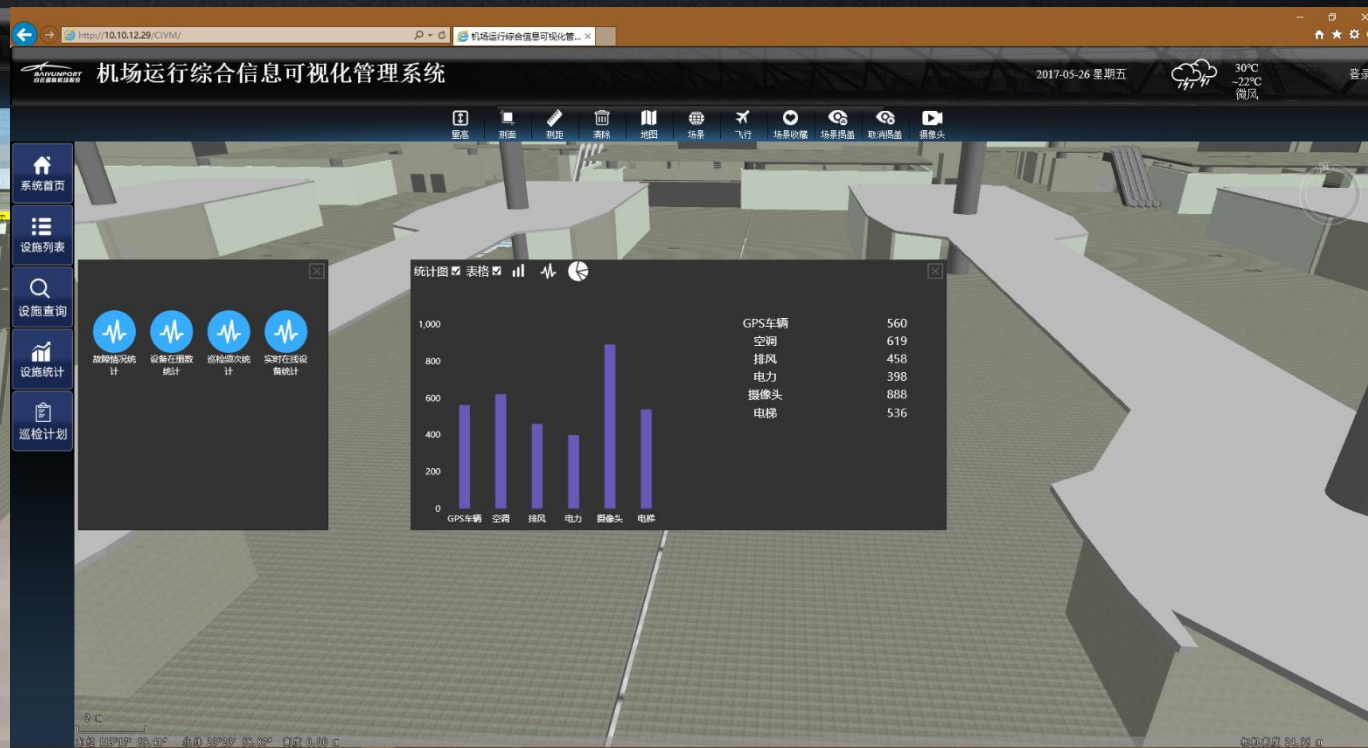 http://10.10.12.29/CIVM/
机场运行综合信息可视化管... ×
BAIYUNPORT
机场运行综合信息可视化管理系统
2017-05-26 星期五
30℃
~22℃
微风
登录
量高 测面 测距 清除 地图 场景 飞行 场景收藏 场景揭盖 取消揭盖 摄像头
系统首页
设施列表
设施查询
设施统计
巡检计划
故障情况统计
设备在册数统计
巡检频次统计
实时在线设备统计
统计图 表格
1,000
800
600
400
200
0
GPS车辆 空调 排风 电力 摄像头 电梯
GPS车辆 560
空调 619
排风 458
电力 398
摄像头 888
电梯 536
2 m
0.00 m
24.95 m